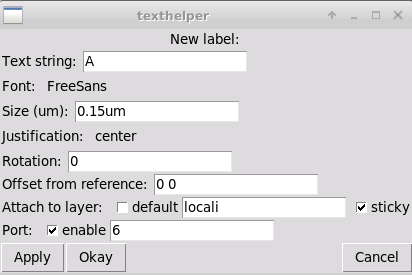 texthelper
New label:
Text string: A
Font: FreeSans
Size (um): 0.15um
Justification: center
Rotation: 0
Offset from reference: 0 0
Attach to layer: default locali sticky
Port: enable 6
Apply Okay Cancel